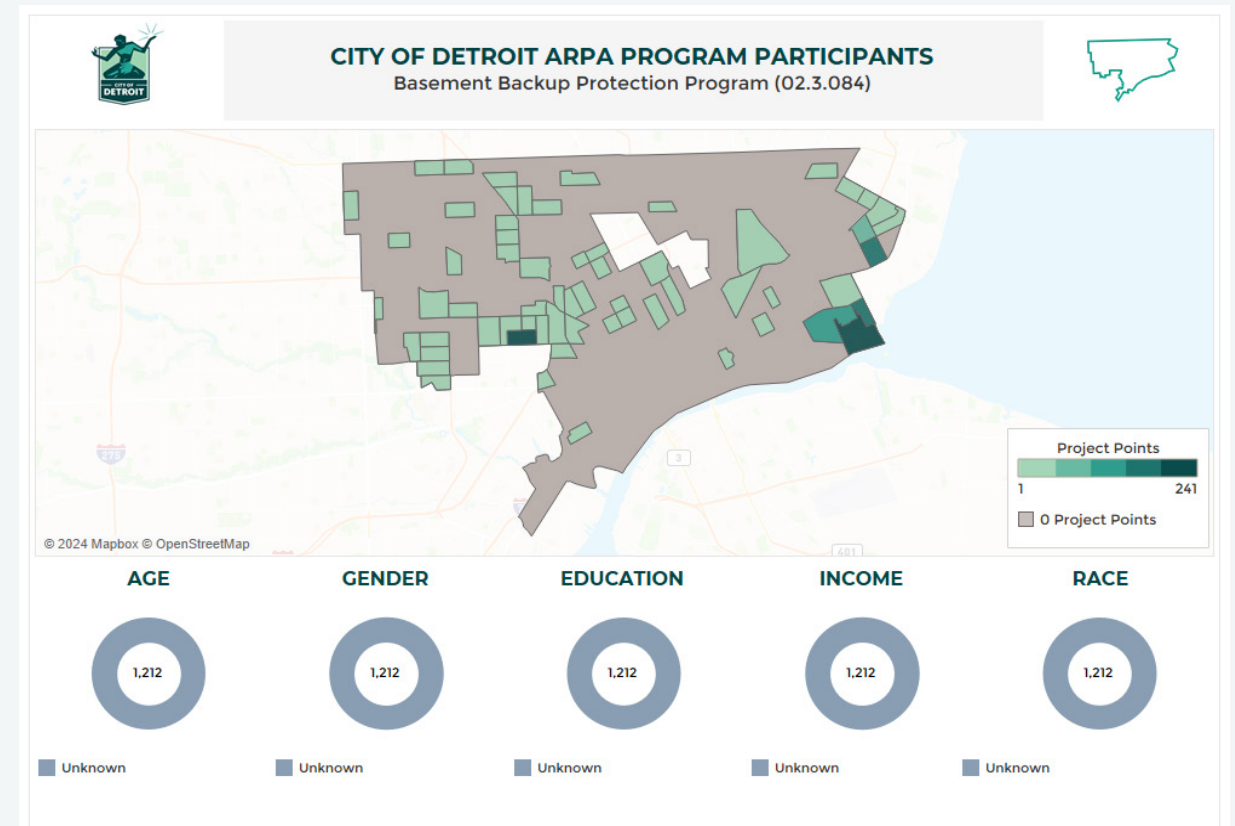 CITY OF
DETROIT
CITY OF DETROIT ARPA PROGRAM PARTICIPANTS
Basement Backup Protection Program (02.3.084)
275
3
401
Project Points
1 241
0 Project Points
© 2024 Mapbox © OpenStreetMap
AGE GENDER EDUCATION INCOME RACE
1,212 1,212 1,212 1,212 1,212
Unknown Unknown Unknown Unknown Unknown